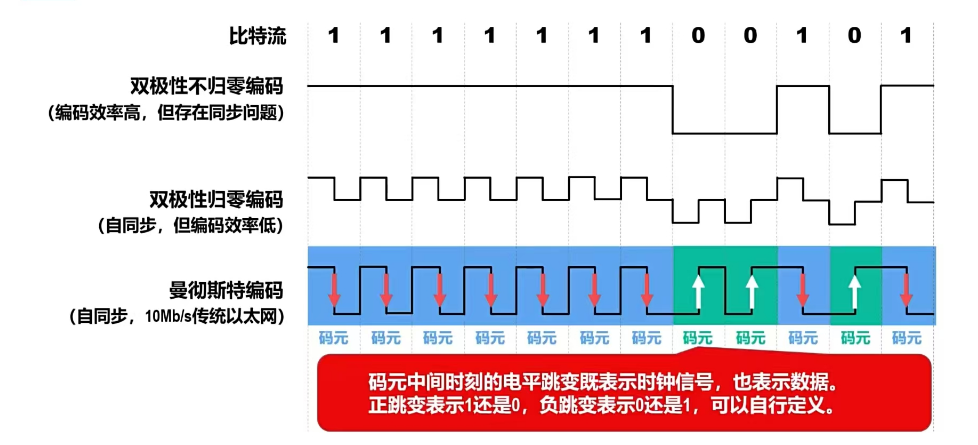 比特流 1 1 1 1 1 1 1 0 0 1 0 1
双极性不归零编码
（编码效率高，但存在同步问题）
双极性归零编码
（自同步，但编码效率低）
曼彻斯特编码
（自同步，10Mb/s传统以太网）
码元 码元 码元 码元 码元 码元 码元 码元 码元 码元 码元 码元
码元中间时刻的电平跳变既表示时钟信号，也表示数据。
正跳变表示1还是0，负跳变表示0还是1，可以自行定义。